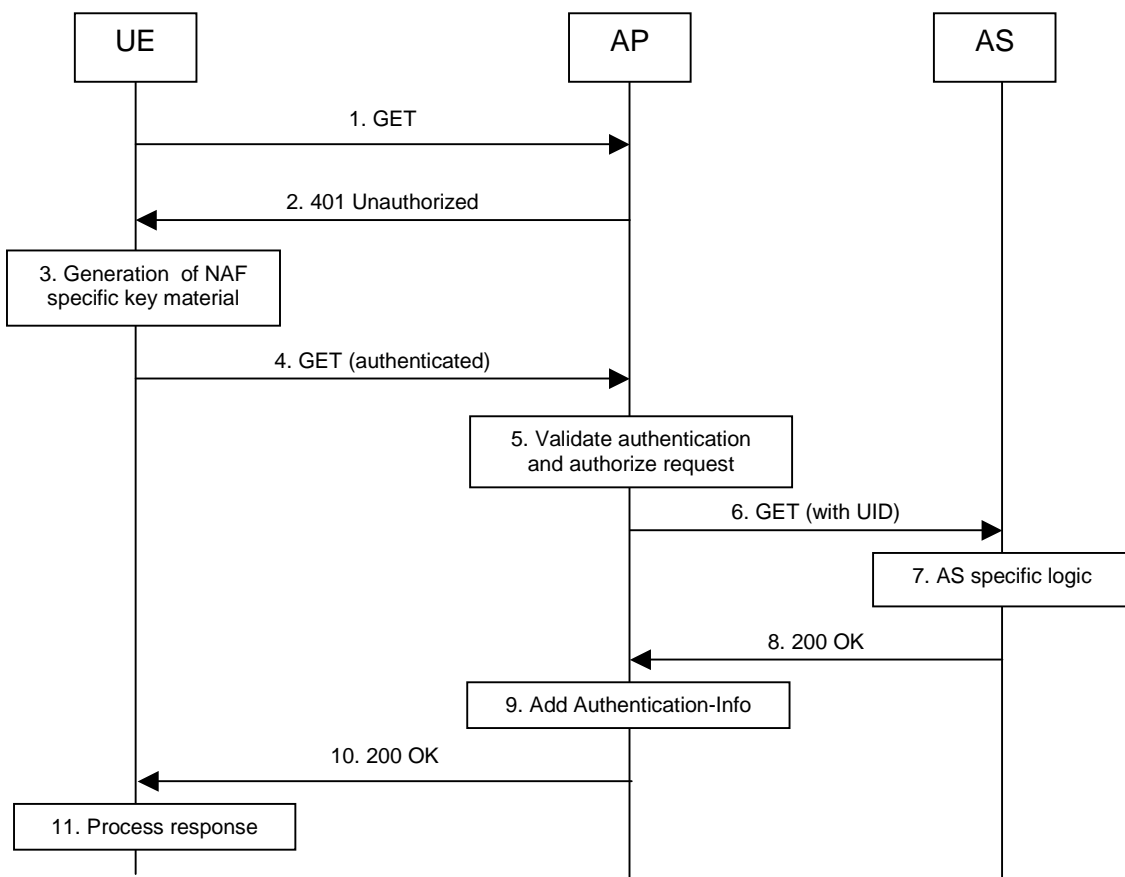 UE
AP
AS
1. GET
2. 401 Unauthorized
3. Generation of NAF
specific key material
4. GET (authenticated)
5. Validate authentication
and authorize request
6. GET (with UID)
7. AS specific logic
8. 200 OK
9. Add Authentication-Info
10. 200 OK
11. Process response